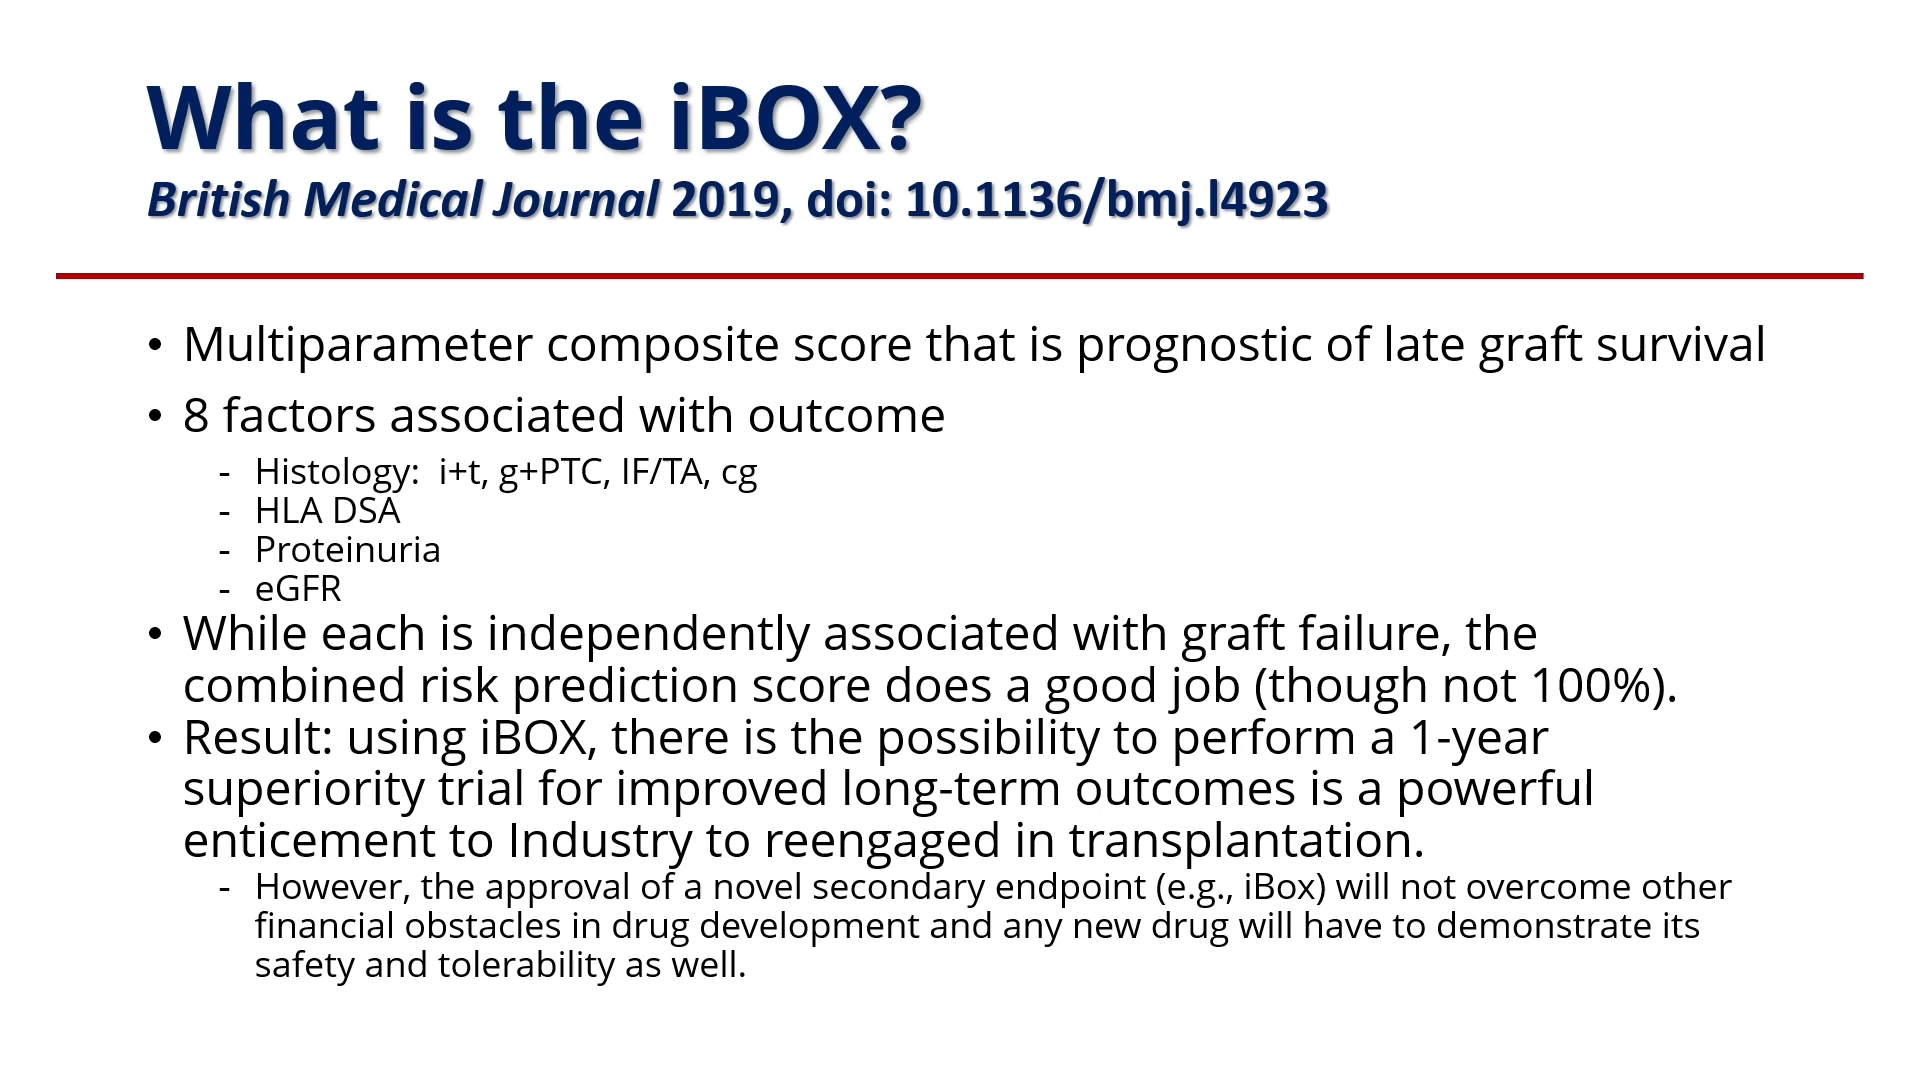 What is the iBOX?
British Medical Journal 2019, doi: 10.1136/bmj.l4923
• Multiparameter composite score that is prognostic of late graft survival
• 8 factors associated with outcome
- Histology:  i+t, g+PTC, IF/TA, cg
- HLA DSA
- Proteinuria
- eGFR
• While each is independently associated with graft failure, the
combined risk prediction score does a good job (though not 100%).
• Result: using iBOX, there is the possibility to perform a 1-year
superiority trial for improved long-term outcomes is a powerful
enticement to Industry to reengaged in transplantation.
- However, the approval of a novel secondary endpoint (e.g., iBox) will not overcome other
financial obstacles in drug development and any new drug will have to demonstrate its
safety and tolerability as well.